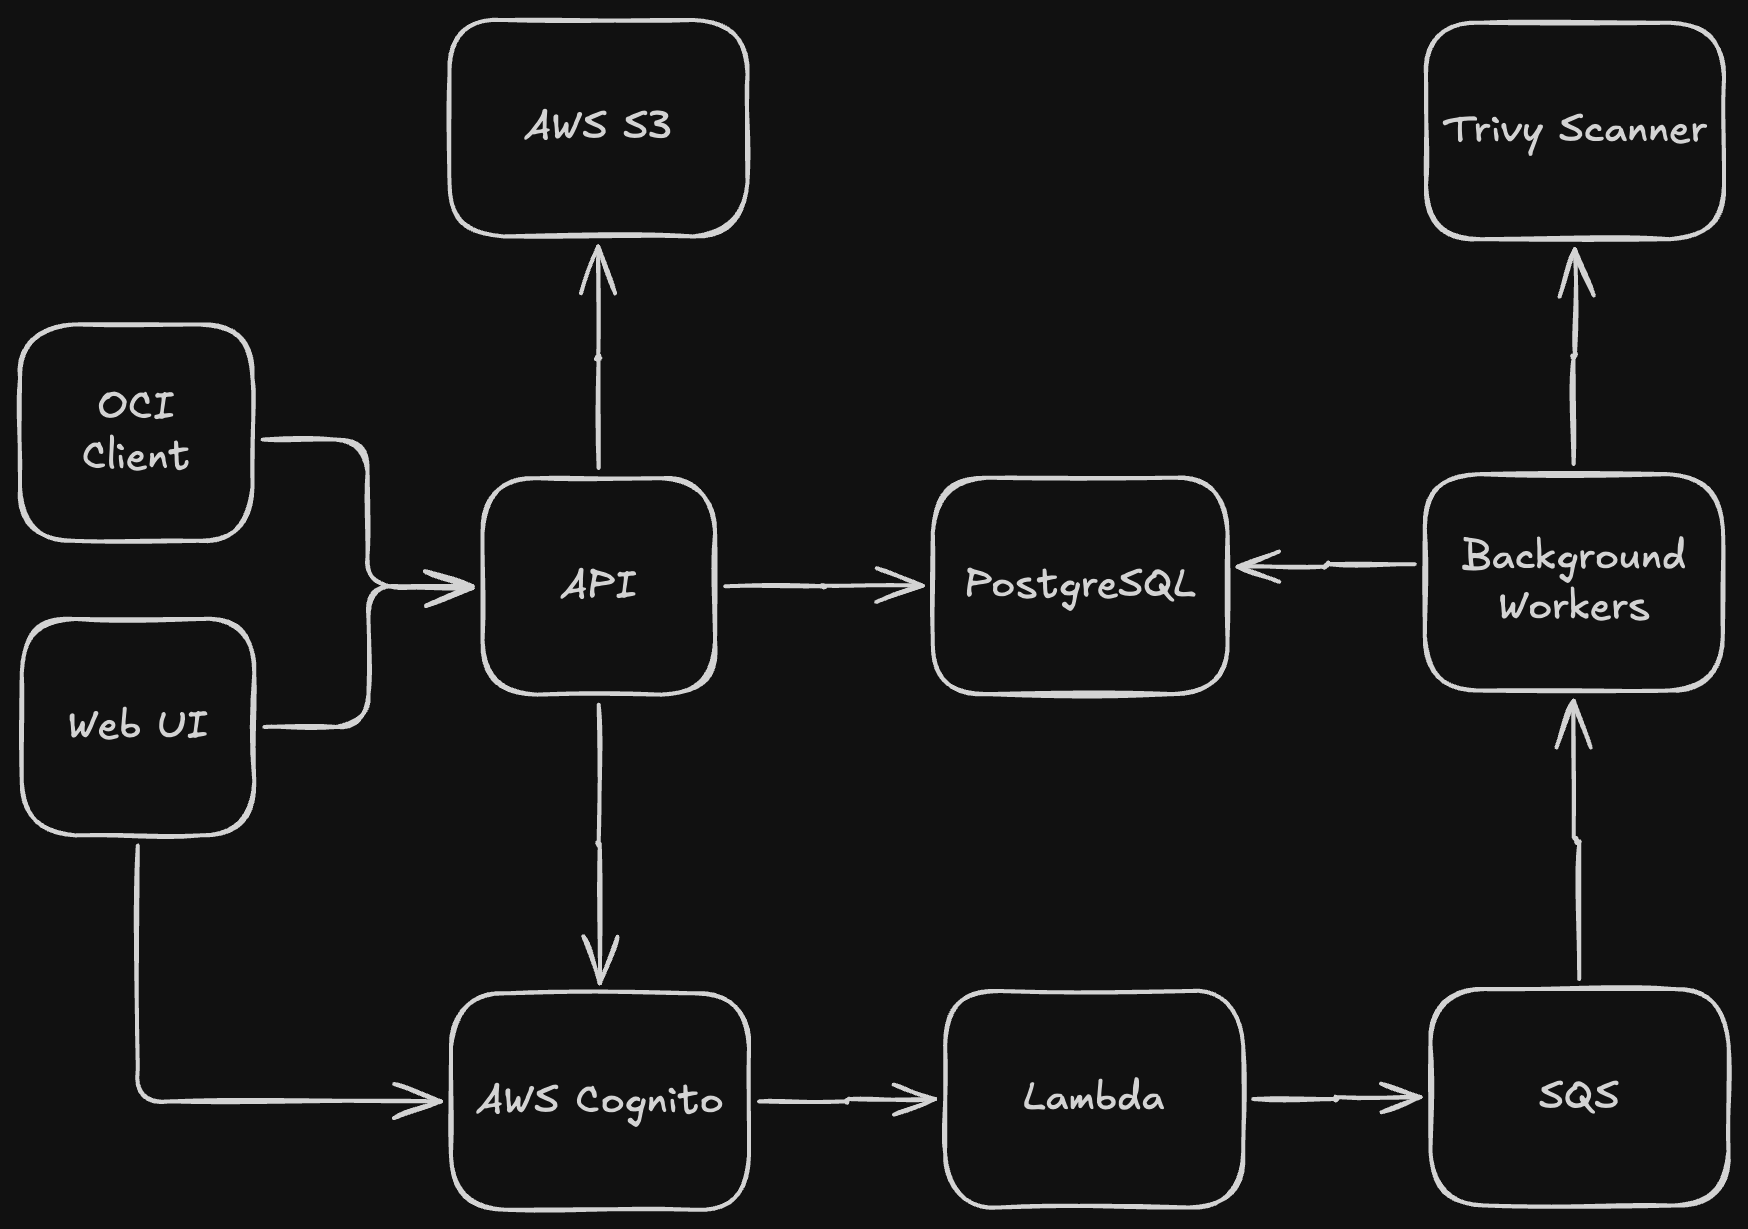 AWS S3
Trivy Scanner
OCI
Client
API
PostgreSQL
Background
Workers
Web UI
AWS Cognito
Lambda
SQS